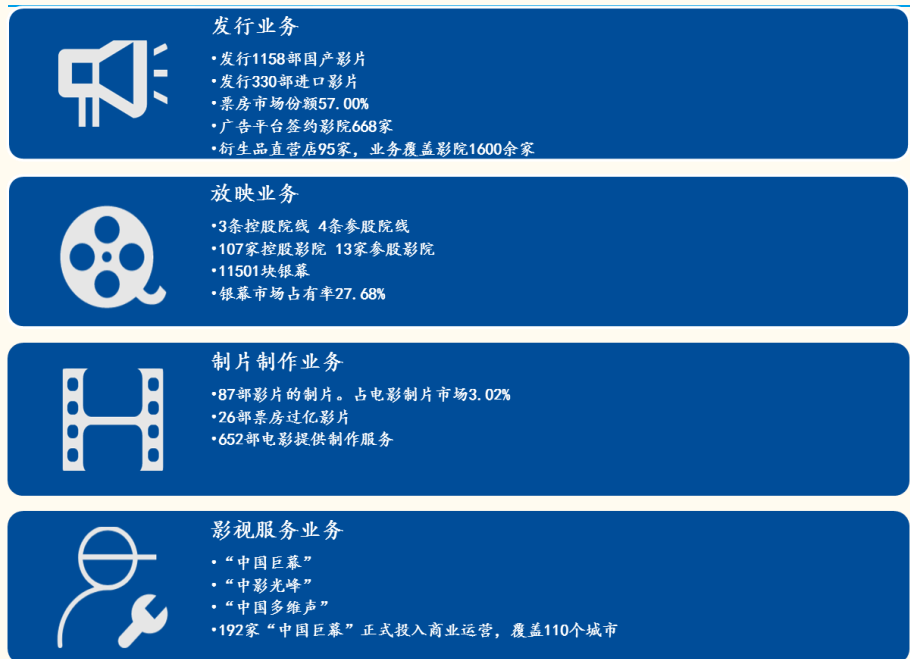 发行业务
•发行1158部国产影片
•发行330部进口影片
•票房市场份额57.00%
•广告平台签约影院668家
•衍生品直营店95家，业务覆盖影院1600余家
放映业务
•3条控股院线 4条参股院线
•107家控股影院 13家参股影院
•11501块银幕
•银幕市场占有率27.68%
制片制作业务
•87部影片的制片。占电影制片市场3.02%
•26部票房过亿影片
•652部电影提供制作服务
影视服务业务
•“中国巨幕”
•“中影光峰”
•“中国多维声”
•192家“中国巨幕”正式投入商业运营，覆盖110个城市